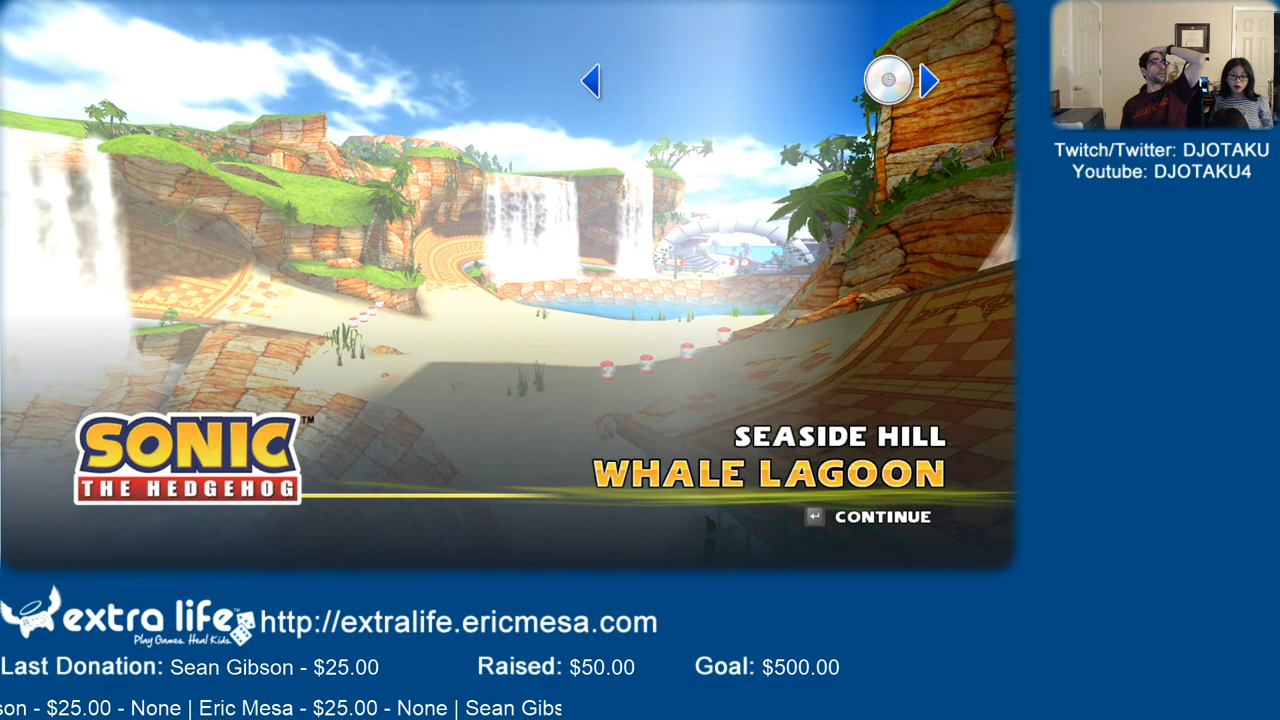 Twitch/Twitter: DJOTAKU
Youtube: DJOTAKU4
SONIC ™
THE HEDGEHOG
SEASIDE HILL
WHALE LAGOON
CONTINUE
extra life™ http://extralife.ericmesa.com
Play Games. Heal Kids.
Last Donation: Sean Gibson - $25.00 Raised: $50.00 Goal: $500.00
son - $25.00 - None | Eric Mesa - $25.00 - None | Sean Gibs